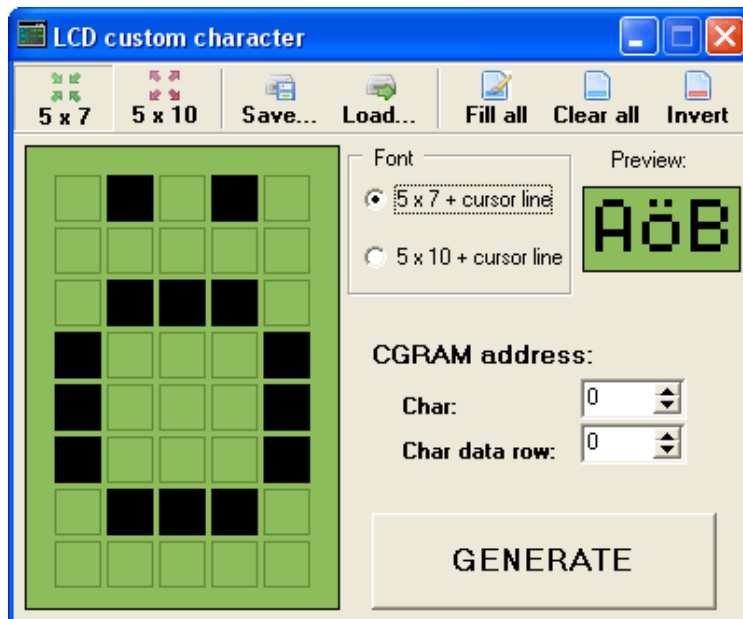 LCD custom character
5 x 7
5 x 10
Save...
Load...
Fill all
Clear all
Invert
Font
5 x 7 + cursor line
5 x 10 + cursor line
Preview:
AöB
CGRAM address:
Char:
0
Char data row:
0
GENERATE